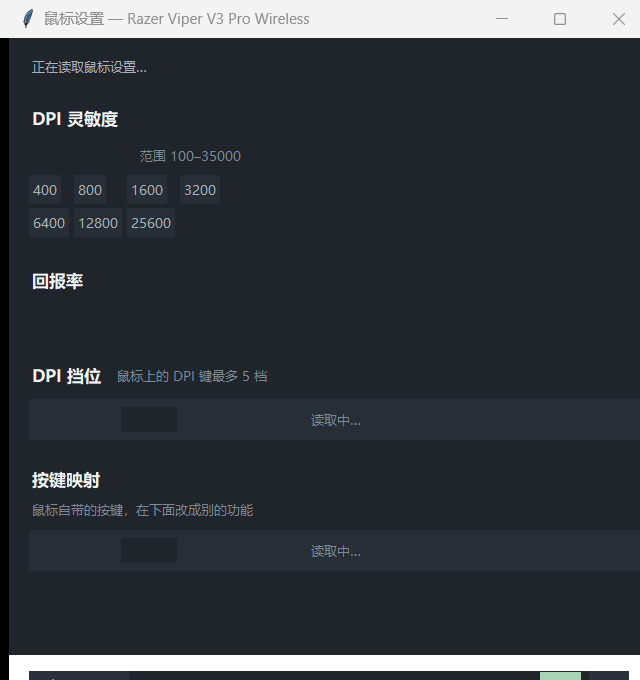 鼠标设置 — Razer Viper V3 Pro Wireless
正在读取鼠标设置...
DPI 灵敏度
范围 100–35000
400 800 1600 3200
6400 12800 25600
回报率
DPI 挡位 鼠标上的 DPI 键最多 5 档
读取中...
按键映射
鼠标自带的按键，在下面改成别的功能
读取中...